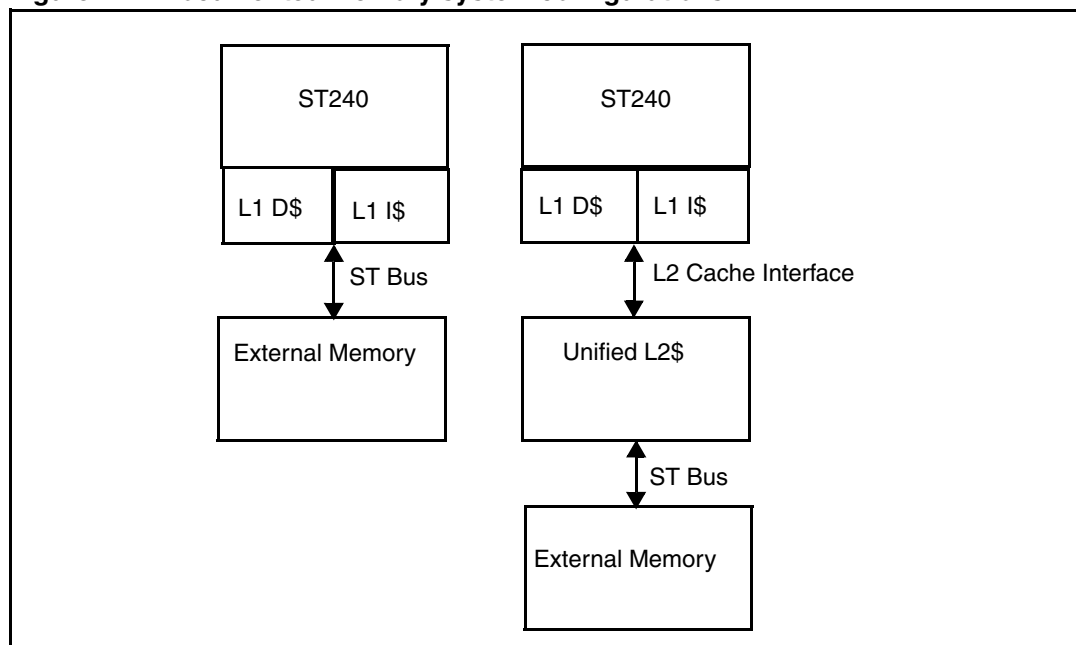 ST240
L1 D$
L1 I$
ST Bus
External Memory
ST240
L1 D$
L1 I$
L2 Cache Interface
Unified L2$
ST Bus
External Memory